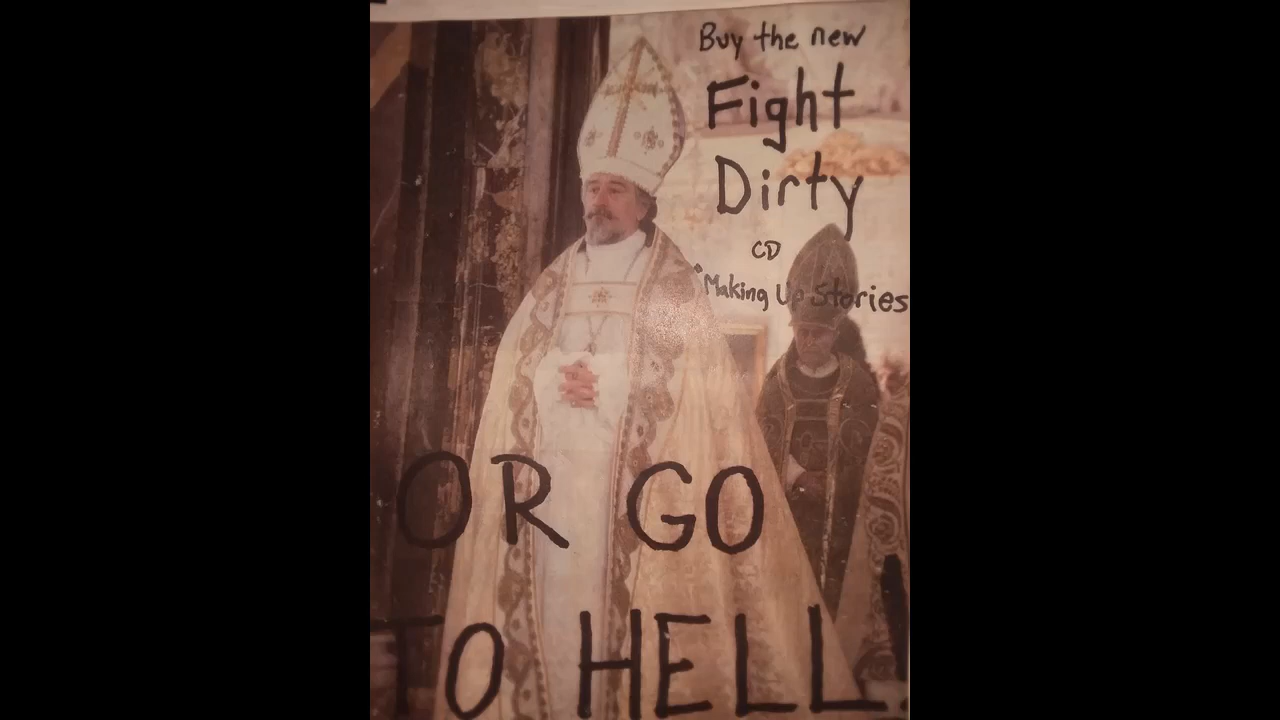 Buy the new
Fight
Dirty
CD
"Making Up Stories
OR GO
TO HELL.